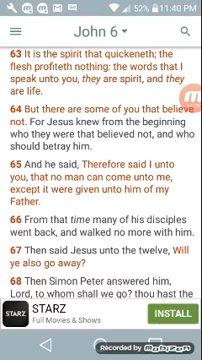 52% 11:40 PM
John 6
63 It is the spirit that quickeneth; the
flesh profiteth nothing: the words that I
speak unto you, they are spirit, and they
are life.
64 But there are some of you that believe
not. For Jesus knew from the beginning
who they were that believed not, and who
should betray him.
65 And he said, Therefore said I unto
you, that no man can come unto me,
except it were given unto him of my
Father.
66 From that time many of his disciples
went back, and walked no more with him.
67 Then said Jesus unto the twelve, Will
ye also go away?
68 Then Simon Peter answered him,
Lord, to whom shall we go? thou hast the
STARZ
STARZ
Full Movies & Shows
INSTALL
Recorded by